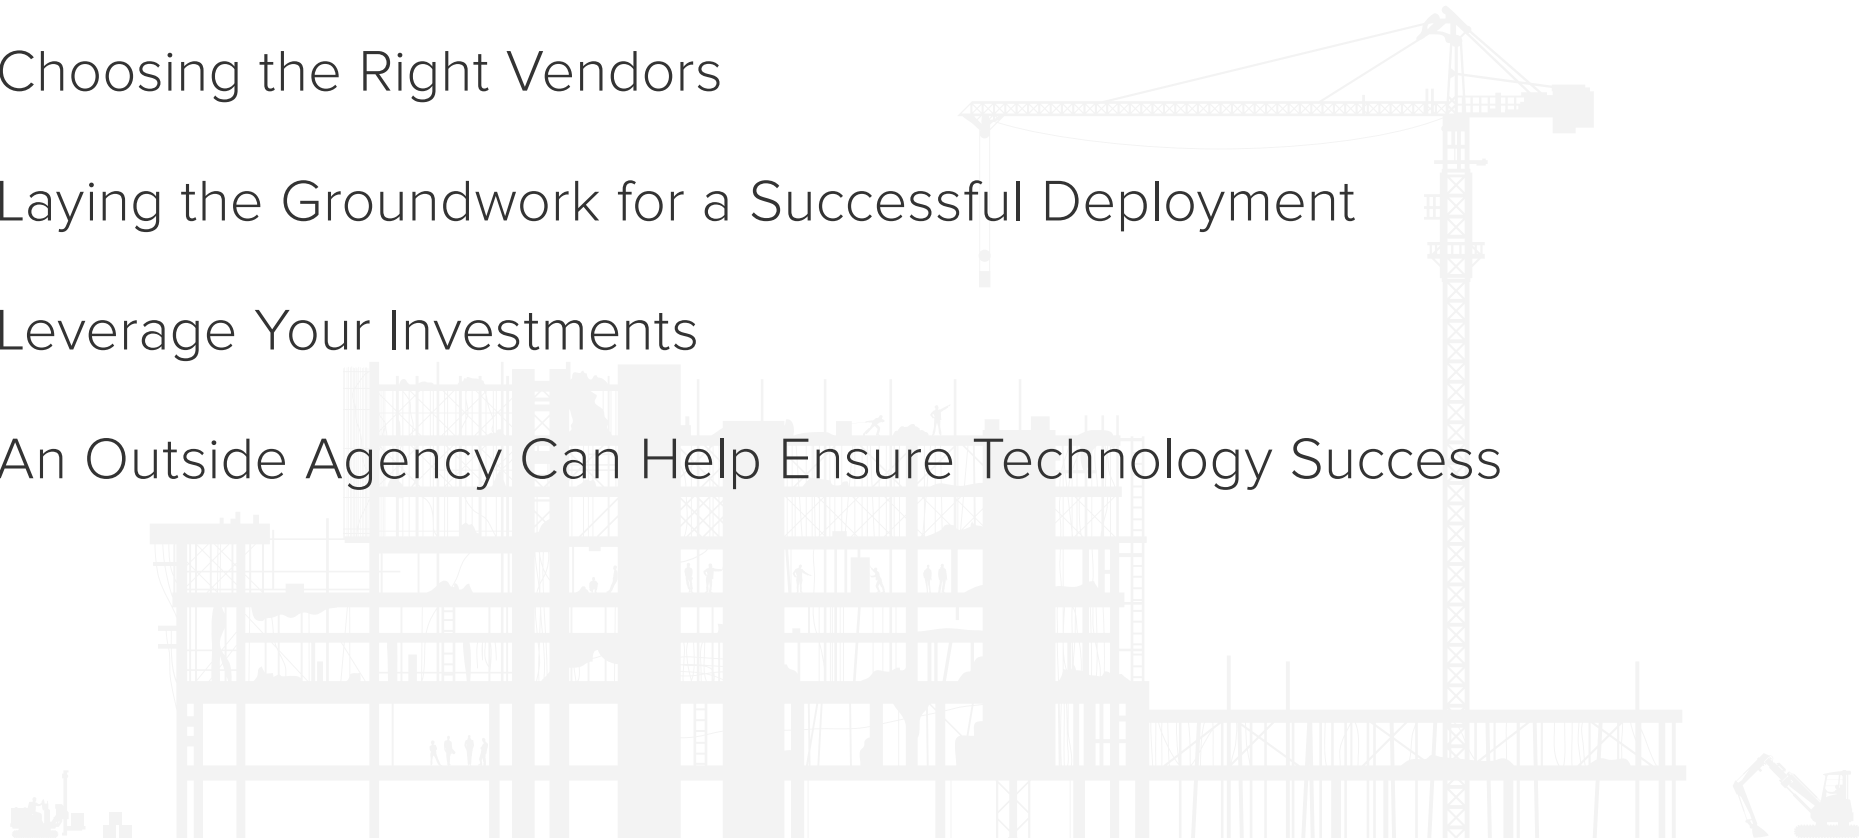 Choosing the Right Vendors
Laying the Groundwork for a Successful Deployment
Leverage Your Investments
An Outside Agency Can Help Ensure Technology Success